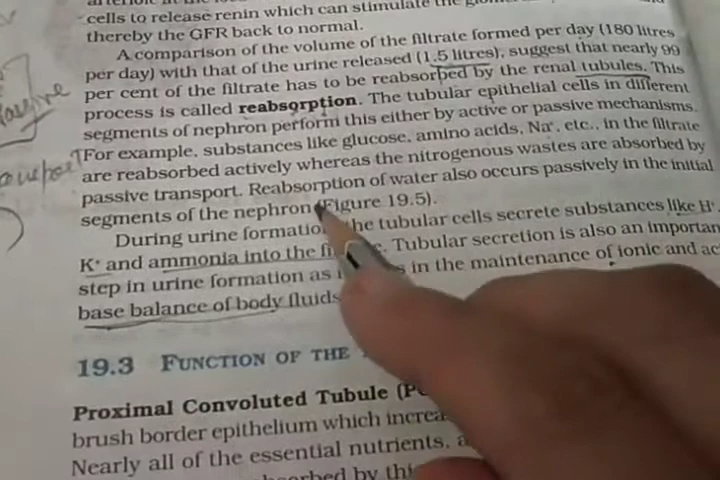 cells to release renin which can stimulate the
thereby the GFR back to normal.
A comparison of the volume of the filtrate formed per day (180 litres
per day) with that of the urine released (1.5 litres), suggest that nearly 99
per cent of the filtrate has to be reabsorbed by the renal tubules. This
process is called reabsorption. The tubular epithelial cells in different
segments of nephron perform this either by active or passive mechanisms.
For example, substances like glucose, amino acids, Na⁺, etc., in the filtrate
are reabsorbed actively whereas the nitrogenous wastes are absorbed by
passive transport. Reabsorption of water also occurs passively in the initial
segments of the nephron (Figure 19.5).
During urine formation the tubular cells secrete substances like H⁺,
K⁺ and ammonia into the Tubular secretion is also an important
step in urine formation as in the maintenance of ionic and
base balance of body fluids
19.3 FUNCTION OF THE
Proximal Convoluted Tubule
brush border epithelium which
Nearly all of the essential nutrients,
by